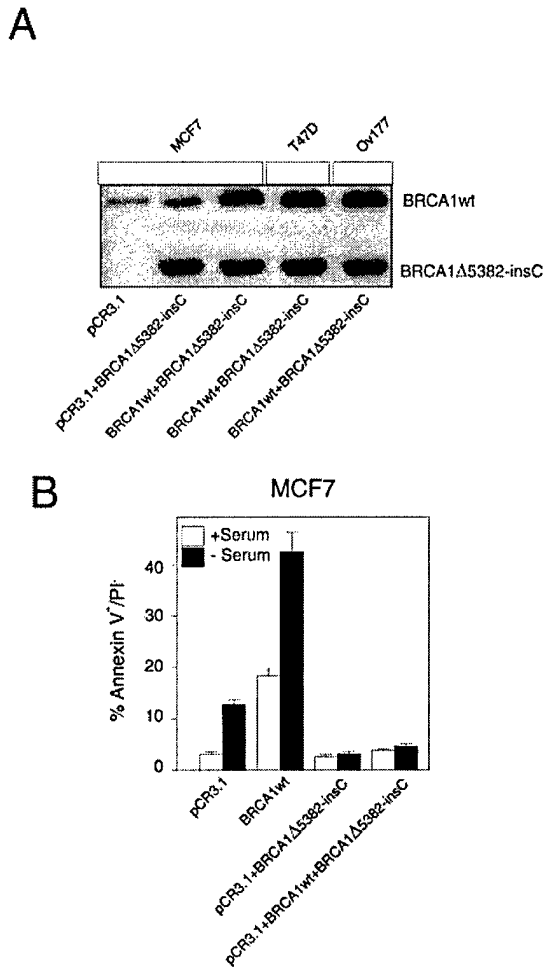 A
MCF7
T47D
Ov177
BRCA1wt
BRCA1Δ5382-insC
pCR3.1
pCR3.1+BRCA1Δ5382-insC
BRCA1wt+BRCA1Δ5382-insC
BRCA1wt+BRCA1Δ5382-insC
BRCA1wt+BRCA1Δ5382-insC
B
MCF7
+Serum
- Serum
% Annexin V⁺/PI⁻
40
30
20
10
0
pCR3.1
BRCA1wt
pCR3.1+BRCA1Δ5382-insC
pCR3.1+BRCA1wt+BRCA1Δ5382-insC